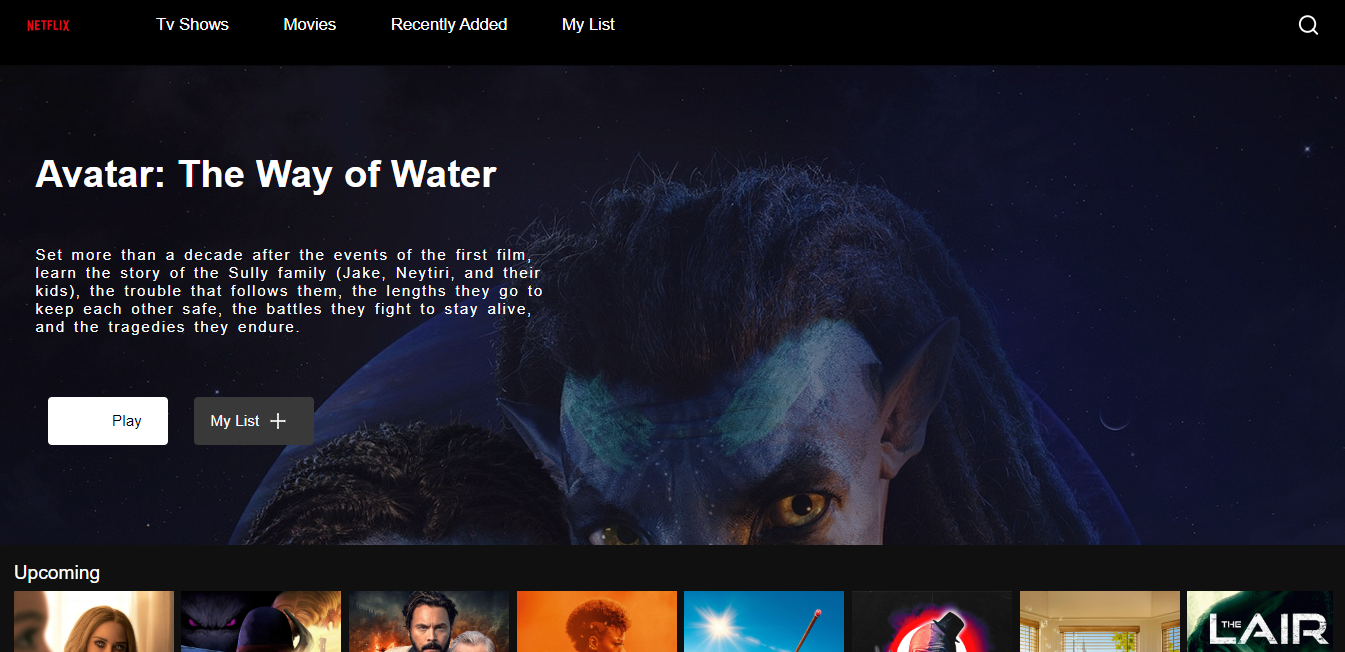 NETFLIX
Tv Shows
Movies
Recently Added
My List
Avatar: The Way of Water
Set more than a decade after the events of the first film,
learn the story of the Sully family (Jake, Neytiri, and their
kids), the trouble that follows them, the lengths they go to
keep each other safe, the battles they fight to stay alive,
and the tragedies they endure.
Play
My List
Upcoming
THE LAIR